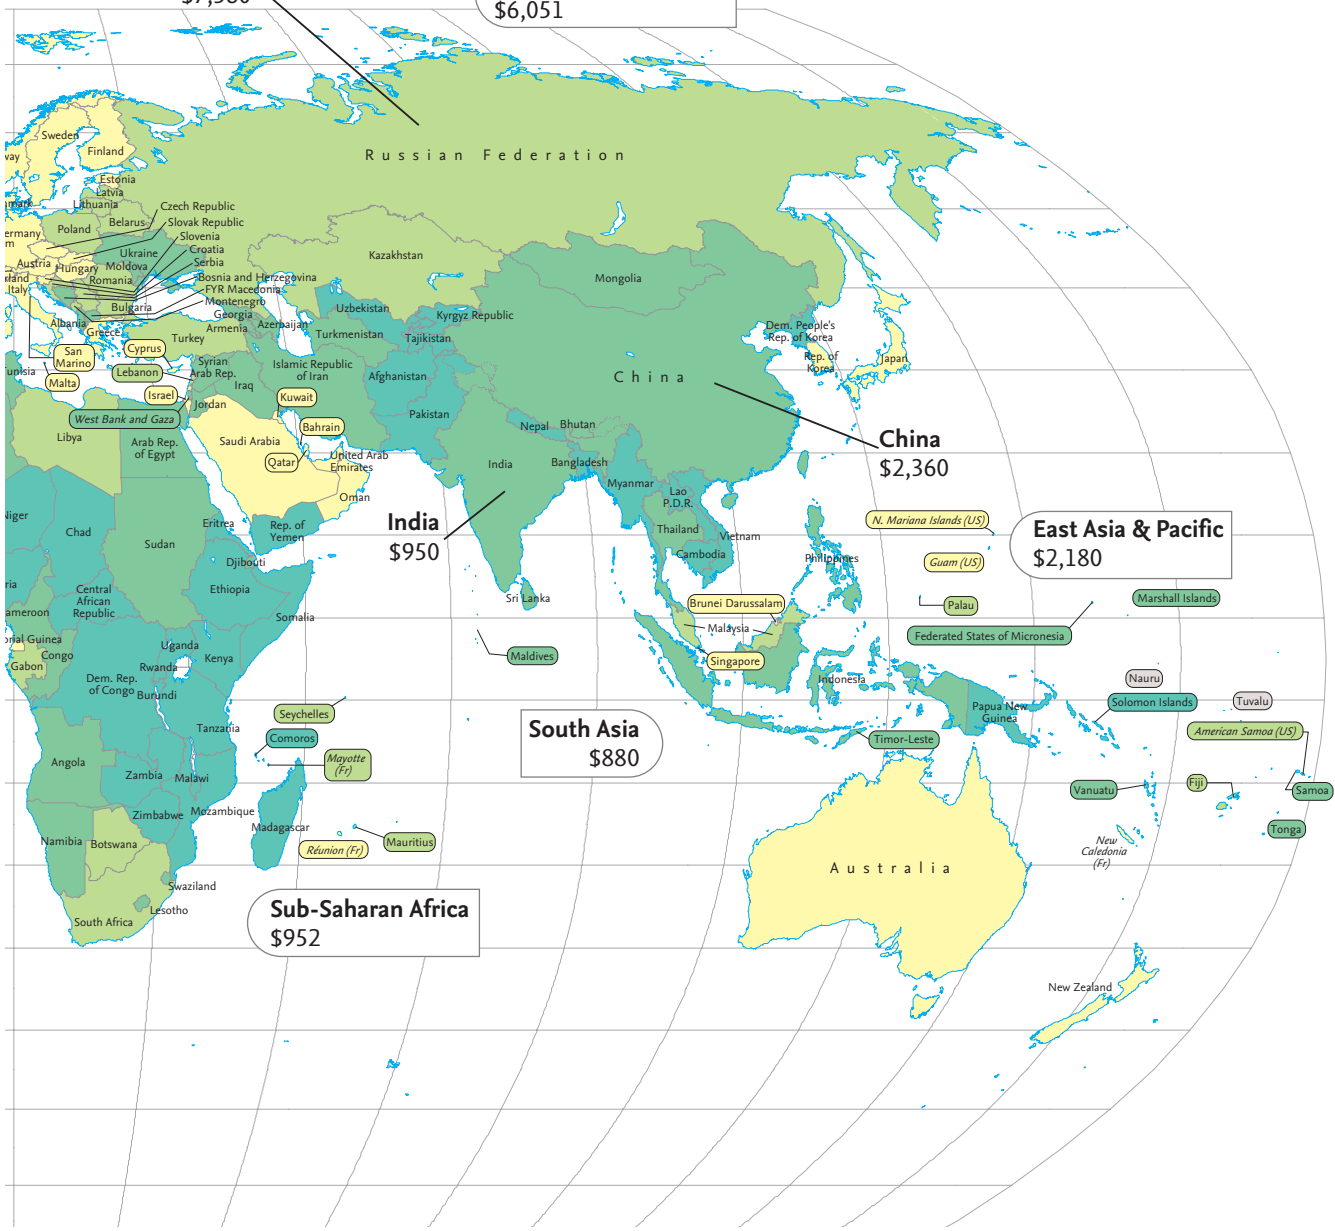 $6,051
Sweden
Finland
Russian Federation
Estonia
Latvia
Lithuania
Czech Republic
Belarus
Slovak Republic
Poland
Slovenia
Ukraine
Croatia
Austria
Hungary
Moldova
Serbia
Italy
Romania
Bosnia and Herzegovina
FYR Macedonia
Montenegro
Bulgaria
Kazakhstan
Mongolia
Georgia
Albania
Greece
Armenia
Azerbaijan
Uzbekistan
Kyrgyz Republic
Turkey
Turkmenistan
Tajikistan
Dem. People's
Rep. of Korea
San
Marino
Cyprus
Rep. of
Korea
Japan
Malta
Lebanon
Syrian
Arab Rep.
Iraq
Islamic Republic
of Iran
Afghanistan
China
Israel
Jordan
Kuwait
West Bank and Gaza
Pakistan
Libya
Arab Rep.
of Egypt
Saudi Arabia
Bahrain
Nepal
Bhutan
China
$2,360
Qatar
United Arab
Emirates
India
Bangladesh
Myanmar
Oman
Lao
P.D.R.
Niger
Chad
Sudan
Eritrea
Rep. of
Yemen
India
$950
Thailand
Vietnam
Cambodia
Philippines
N. Mariana Islands (US)
East Asia & Pacific
$2,180
Djibouti
Guam (US)
Central
African
Republic
Ethiopia
Somalia
Sri Lanka
Brunei Darussalam
Palau
Marshall Islands
Malaysia
Federated States of Micronesia
Congo
Gabon
Uganda
Kenya
Rwanda
Maldives
Singapore
Dem. Rep.
of Congo
Burundi
Indonesia
Nauru
Tanzania
Seychelles
South Asia
$880
Papua New
Guinea
Solomon Islands
Tuvalu
Comoros
Timor-Leste
American Samoa (US)
Angola
Zambia
Malawi
Mayotte
(Fr)
Vanuatu
Fiji
Samoa
Zimbabwe
Mozambique
Madagascar
Tonga
Namibia
Botswana
Réunion (Fr)
Mauritius
New
Caledonia
(Fr)
Australia
Swaziland
Lesotho
South Africa
Sub-Saharan Africa
$952
New Zealand